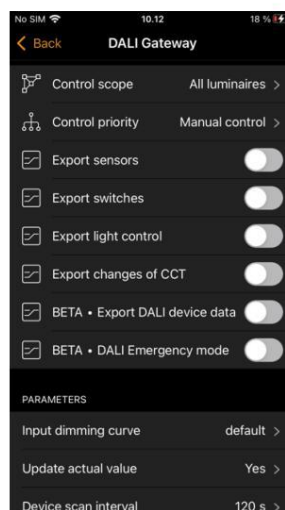 No SIM 10.12 18 %
Back DALI Gateway
Control scope All luminaires >
Control priority Manual control >
Export sensors
Export switches
Export light control
Export changes of CCT
BETA • Export DALI device data
BETA • DALI Emergency mode
PARAMETERS
Input dimming curve default >
Update actual value Yes >
Device scan interval 120 s >